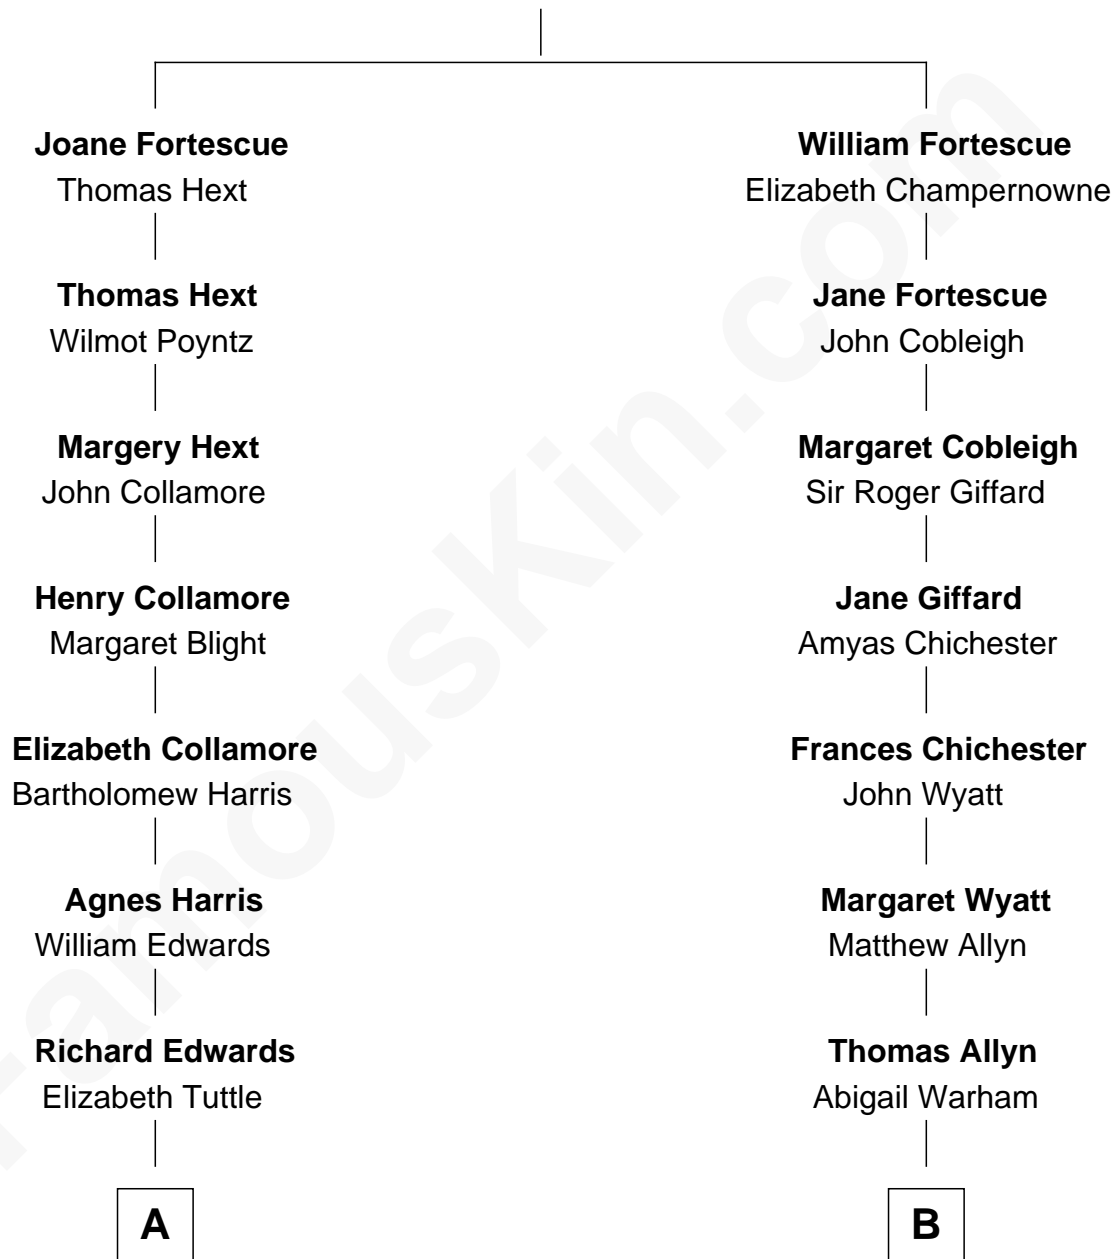 Joane Fortescue
Thomas Hext
Thomas Hext
Wilmot Poyntz
Margery Hext
John Collamore
Henry Collamore
Margaret Blight
Elizabeth Collamore
Bartholomew Harris
Agnes Harris
William Edwards
Richard Edwards
Elizabeth Tuttle
A
William Fortescue
Elizabeth Champernowne
Jane Fortescue
John Cobleigh
Margaret Cobleigh
Sir Roger Giffard
Jane Giffard
Amyas Chichester
Frances Chichester
John Wyatt
Margaret Wyatt
Matthew Allyn
Thomas Allyn
Abigail Warham
B
FamousKin.com